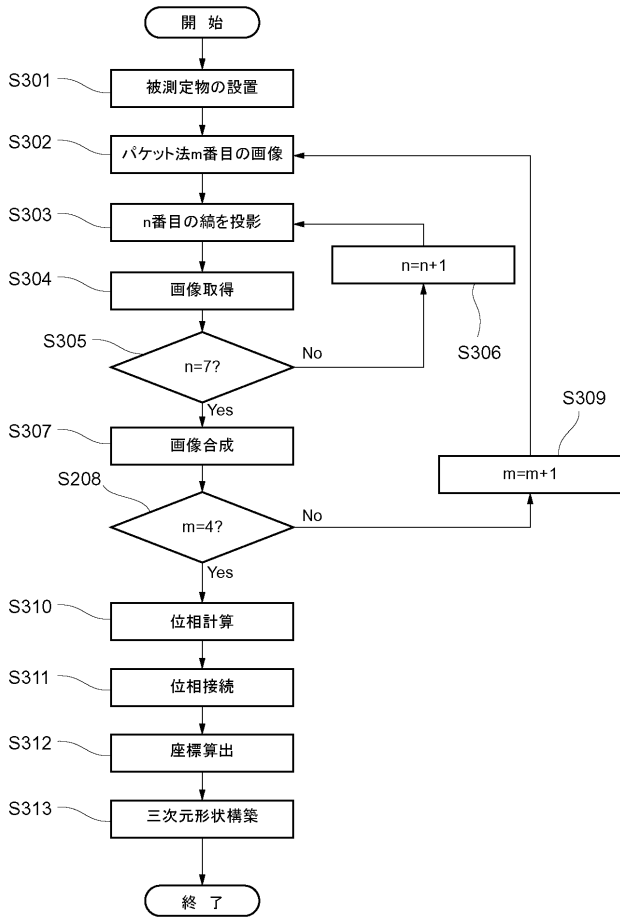 開 始
S301
被測定物の設置
S302
パケット法m番目の画像
S303
n番目の縞を投影
n=n+1
S304
画像取得
S306
S305
n=7?
No
Yes
S309
S307
画像合成
m=m+1
S208
m=4?
No
Yes
S310
位相計算
S311
位相接続
S312
座標算出
S313
三次元形状構築
終 了